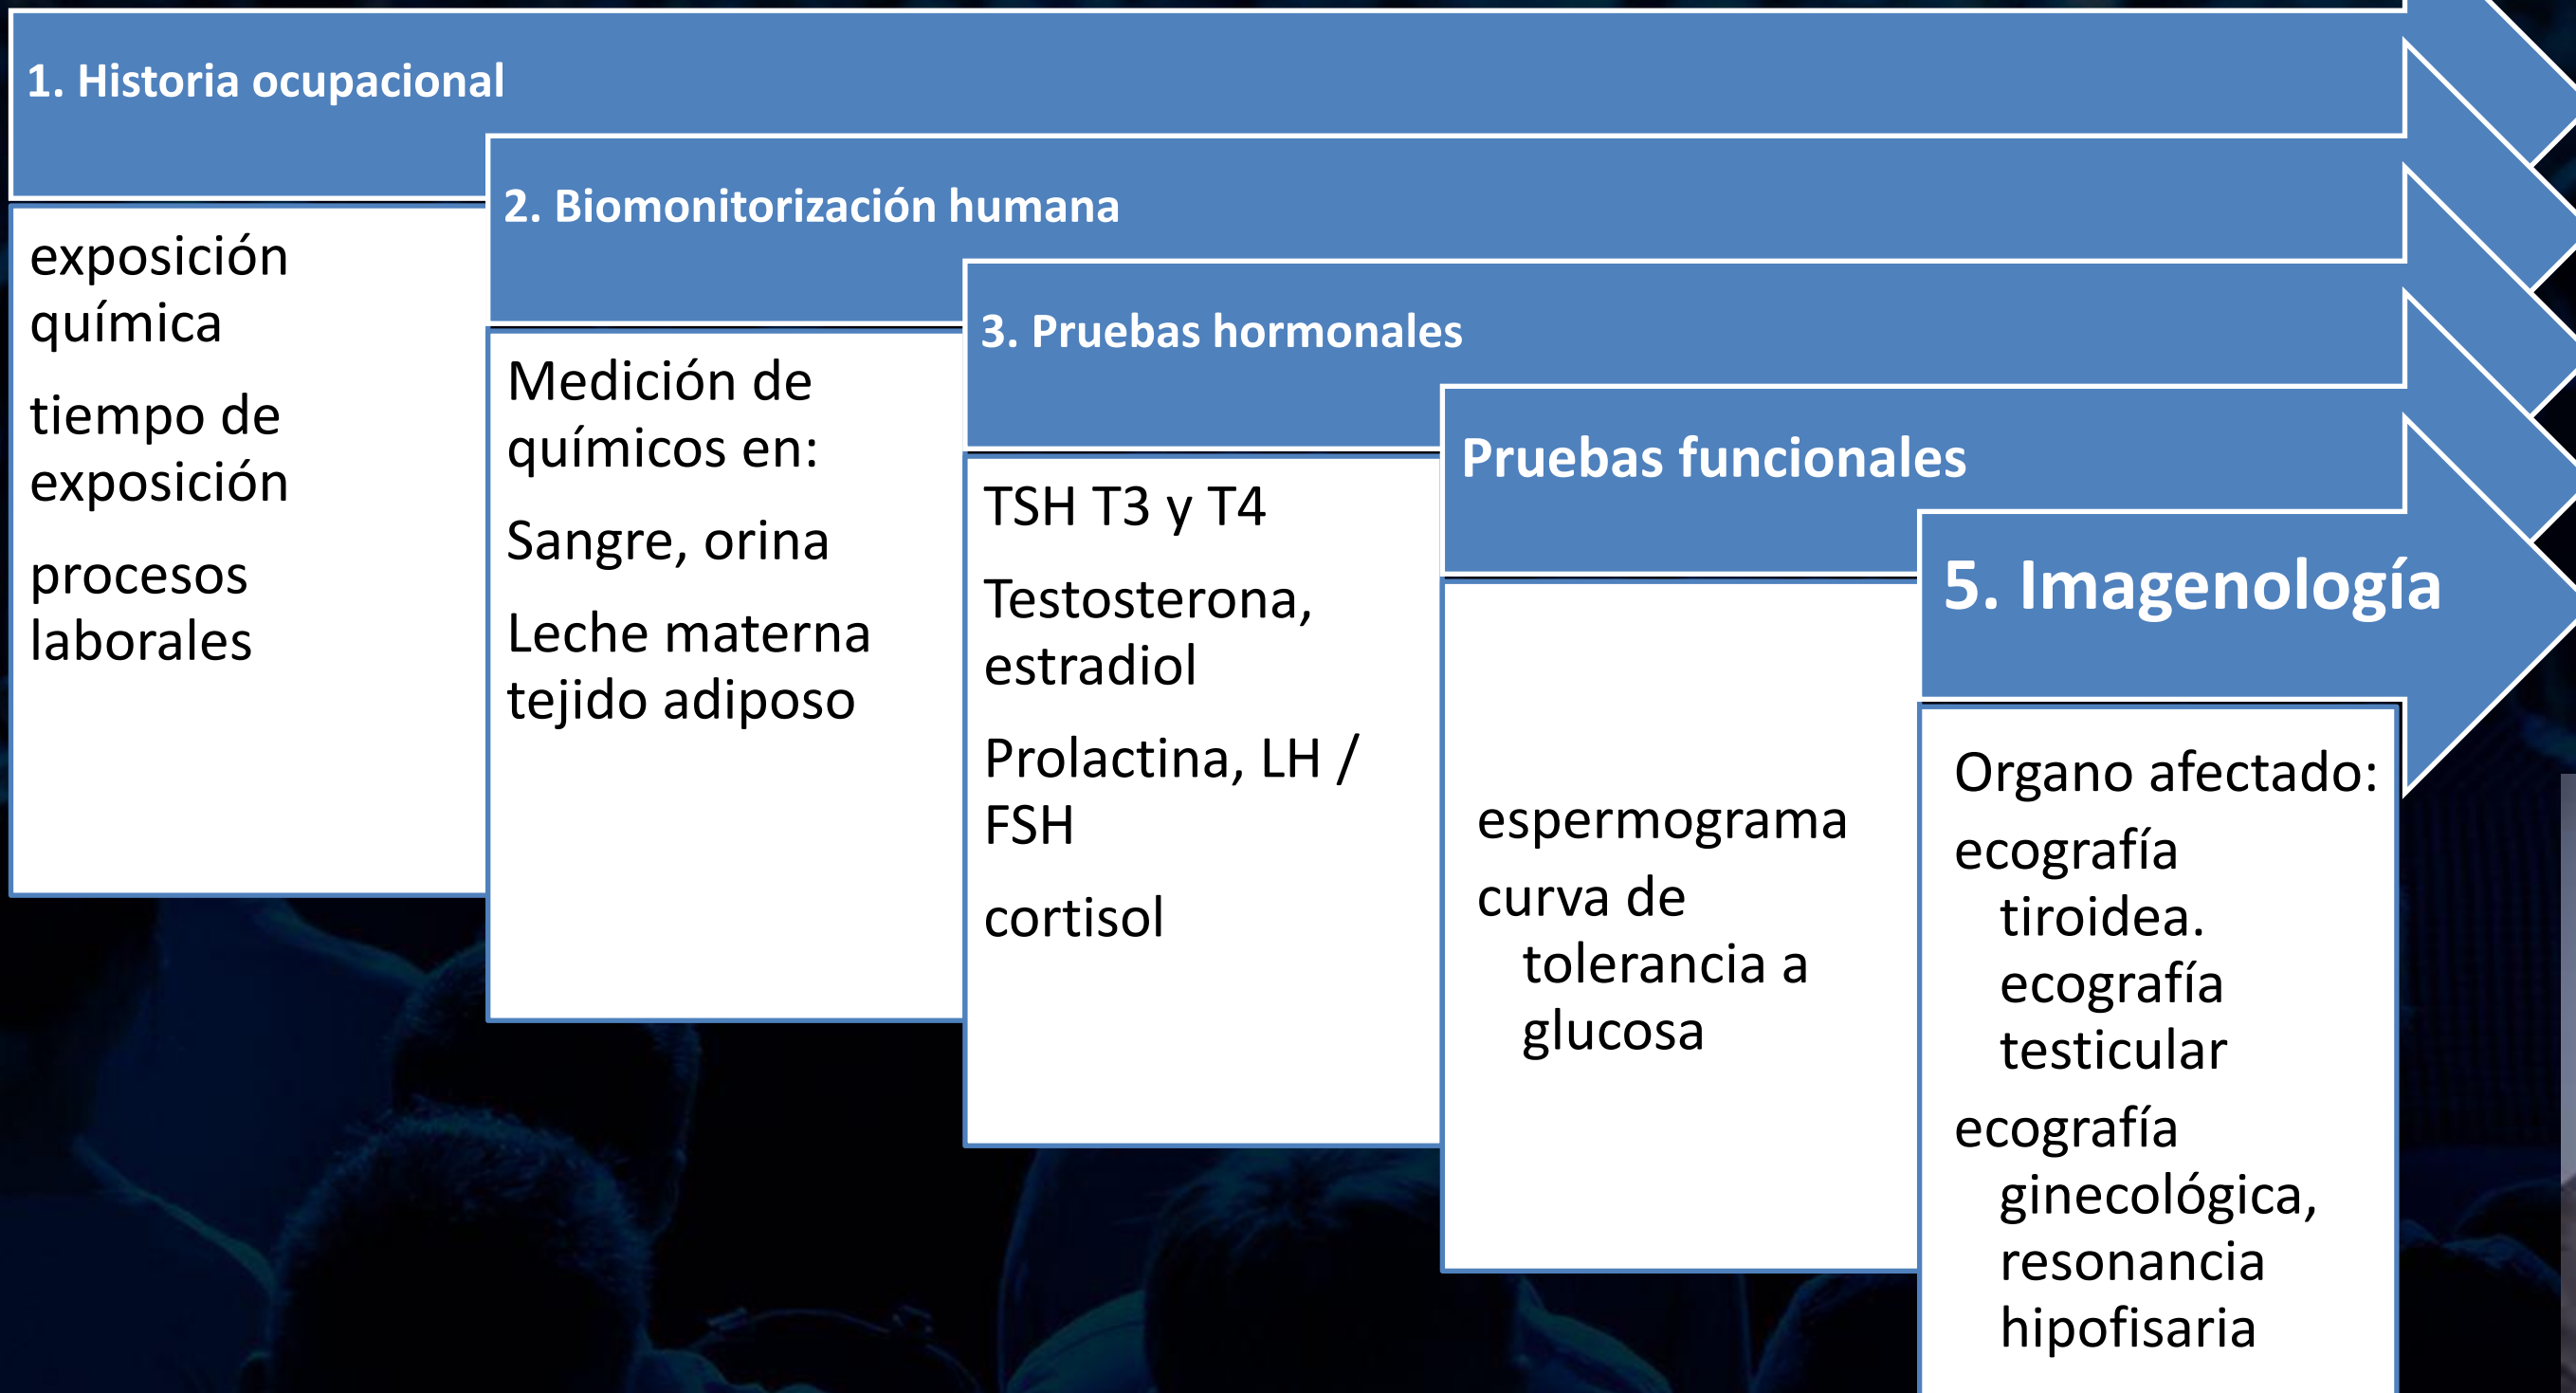 1. Historia ocupacional
exposición
química
tiempo de
exposición
procesos
laborales
2. Biomonitorización humana
Medición de
químicos en:
Sangre, orina
Leche materna
tejido adiposo
3. Pruebas hormonales
TSH T3 y T4
Testosterona,
estradiol
Prolactina, LH /
FSH
cortisol
Pruebas funcionales
espermograma
curva de
tolerancia a
glucosa
5. Imagenología
Organo afectado:
ecografía
tiroidea.
ecografía
testicular
ecografía
ginecológica,
resonancia
hipofisaria